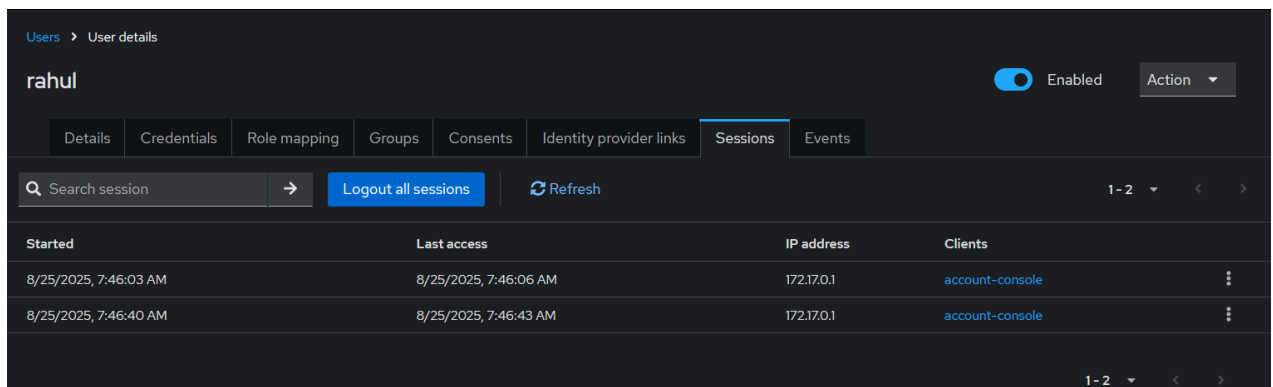 Users > User details
rahul Enabled Action
Details Credentials Role mapping Groups Consents Identity provider links Sessions Events
Search session Logout all sessions Refresh 1 - 2
Started Last access IP address Clients
8/25/2025, 7:46:03 AM 8/25/2025, 7:46:06 AM 172.17.0.1 account-console
8/25/2025, 7:46:40 AM 8/25/2025, 7:46:43 AM 172.17.0.1 account-console
1 - 2